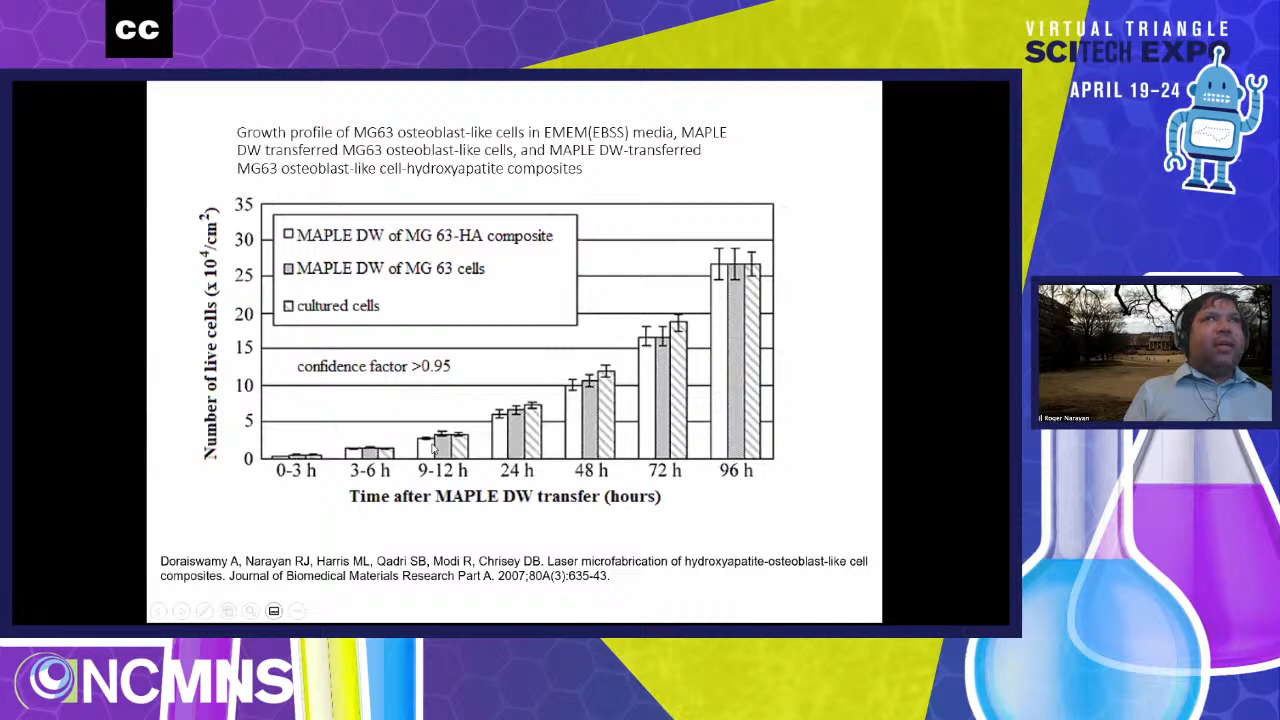 CC
VIRTUAL TRIANGLE
SCITECH EXPO
APRIL 19–24
Growth profile of MG63 osteoblast-like cells in EMEM(EBSS) media, MAPLE
DW transferred MG63 osteoblast-like cells, and MAPLE DW-transferred
MG63 osteoblast-like cell-hydroxyapatite composites
Number of live cells (x 10⁴/cm²)
35
30
25
20
15
10
5
0
MAPLE DW of MG 63-HA composite
MAPLE DW of MG 63 cells
cultured cells
confidence factor >0.95
0-3 h 3-6 h 9-12 h 24 h 48 h 72 h 96 h
Time after MAPLE DW transfer (hours)
Doraiswamy A, Narayan RJ, Harris ML, Qadri SB, Modi R, Chrisey DB. Laser microfabrication of hydroxyapatite-osteoblast-like cell
composites. Journal of Biomedical Materials Research Part A. 2007;80A(3):635-43.
Roger Narayan
NCMNS